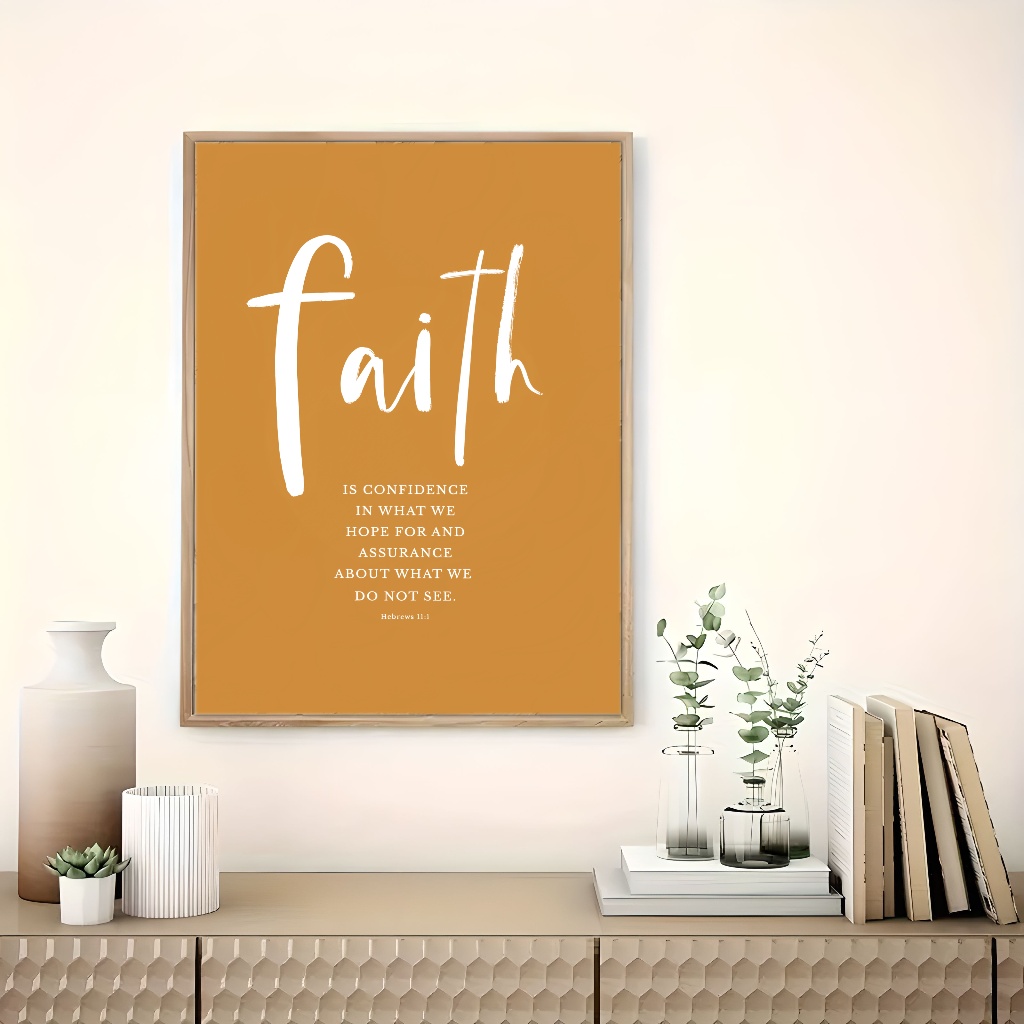 faith
IS CONFIDENCE
IN WHAT WE
HOPE FOR AND
ASSURANCE
ABOUT WHAT WE
DO NOT SEE.
Hebrews 11:1